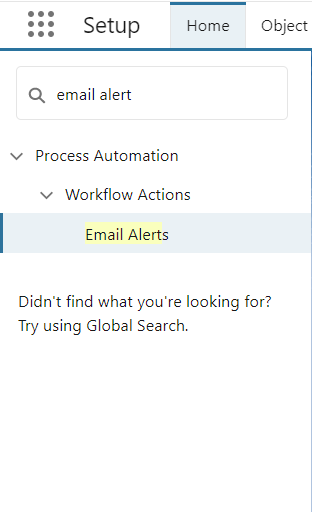 Setup
Home
Object
email alert
Process Automation
Workflow Actions
Email Alerts
Didn't find what you're looking for?
Try using Global Search.